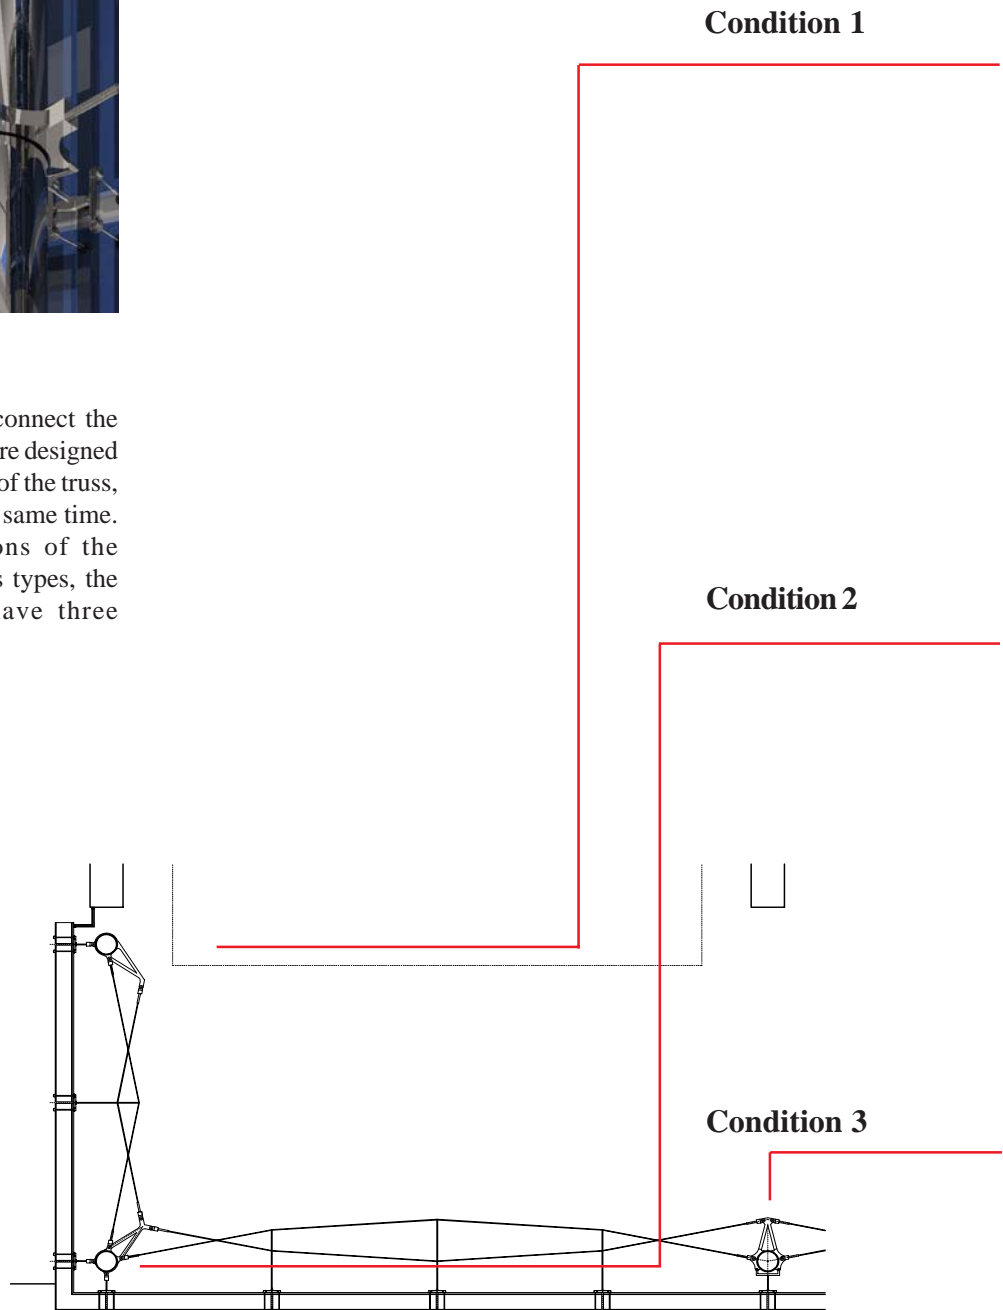 Condition 1
connect the
re designed
of the truss,
same time.
ons of the
s types, the
ave three
Condition 2
Condition 3